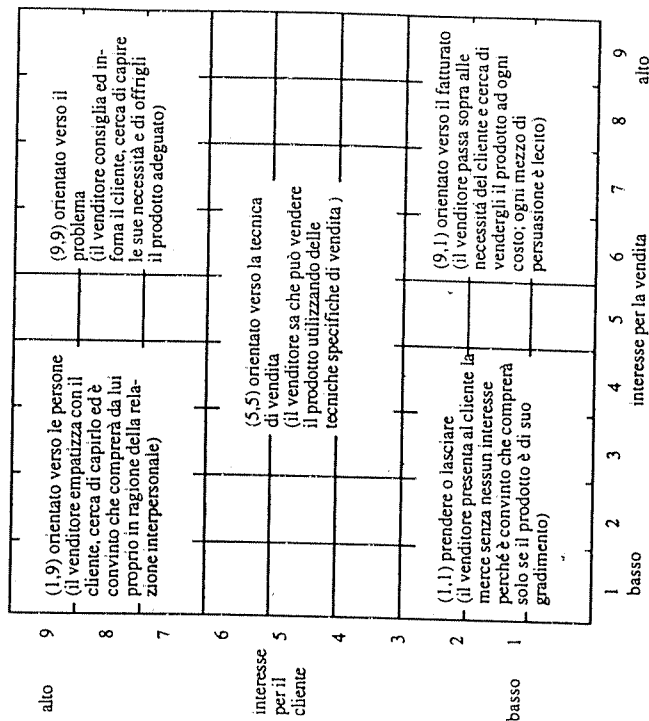 alto
9
8
7
6
interesse
per il
cliente
5
4
3
2
basso
1
(1,9) orientato verso le persone
(il venditore empatizza con il
cliente, cerca di capirlo ed è
convinto che comprerà da lui
proprio in ragione della rela-
zione interpersonale)
(9,9) orientato verso il
problema
(il venditore consiglia ed in-
foma il cliente, cerca di capire
le sue necessità e di offrigli
il prodotto adeguato)
(5,5) orientato verso la tecnica
di vendita
(il venditore sa che può vendere
il prodotto utilizzando delle
tecniche specifiche di vendita )
(1,1) prendere o lasciare
(il venditore presenta al cliente la
merce senza nessun interesse
perché è convinto che comprerà
solo se il prodotto è di suo
gradimento)
(9,1) orientato verso il fatturato
(il venditore passa sopra alle
necessitá del cliente e cerca di
vendergli il prodotto ad ogni
costo; ogni mezzo di
persuasione è lecito)
1 2 3 4 5 6 7 8 9
basso alto
interesse per la vendita